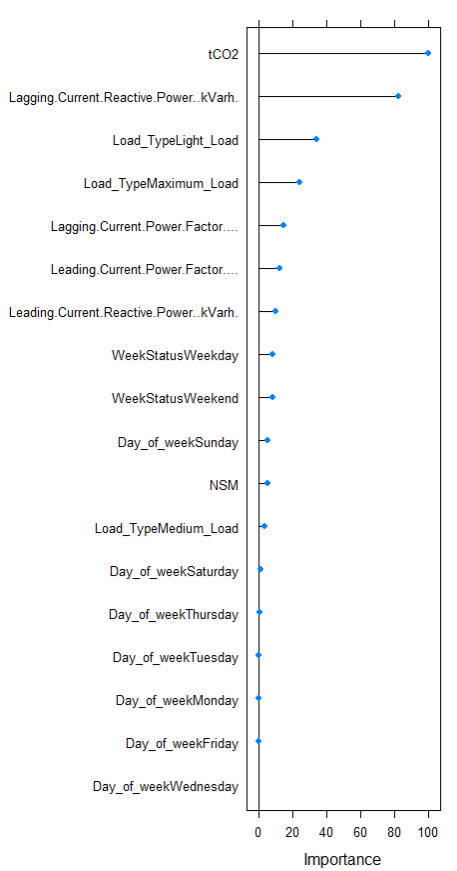 tCO2
Lagging.Current.Reactive.Power..kVarh.
Load_TypeLight_Load
Load_TypeMaximum_Load
Lagging.Current.Power.Factor....
Leading.Current.Power.Factor....
Leading.Current.Reactive.Power..kVarh.
WeekStatusWeekday
WeekStatusWeekend
Day_of_weekSunday
NSM
Load_TypeMedium_Load
Day_of_weekSaturday
Day_of_weekThursday
Day_of_weekTuesday
Day_of_weekMonday
Day_of_weekFriday
Day_of_weekWednesday
0 20 40 60 80 100
Importance